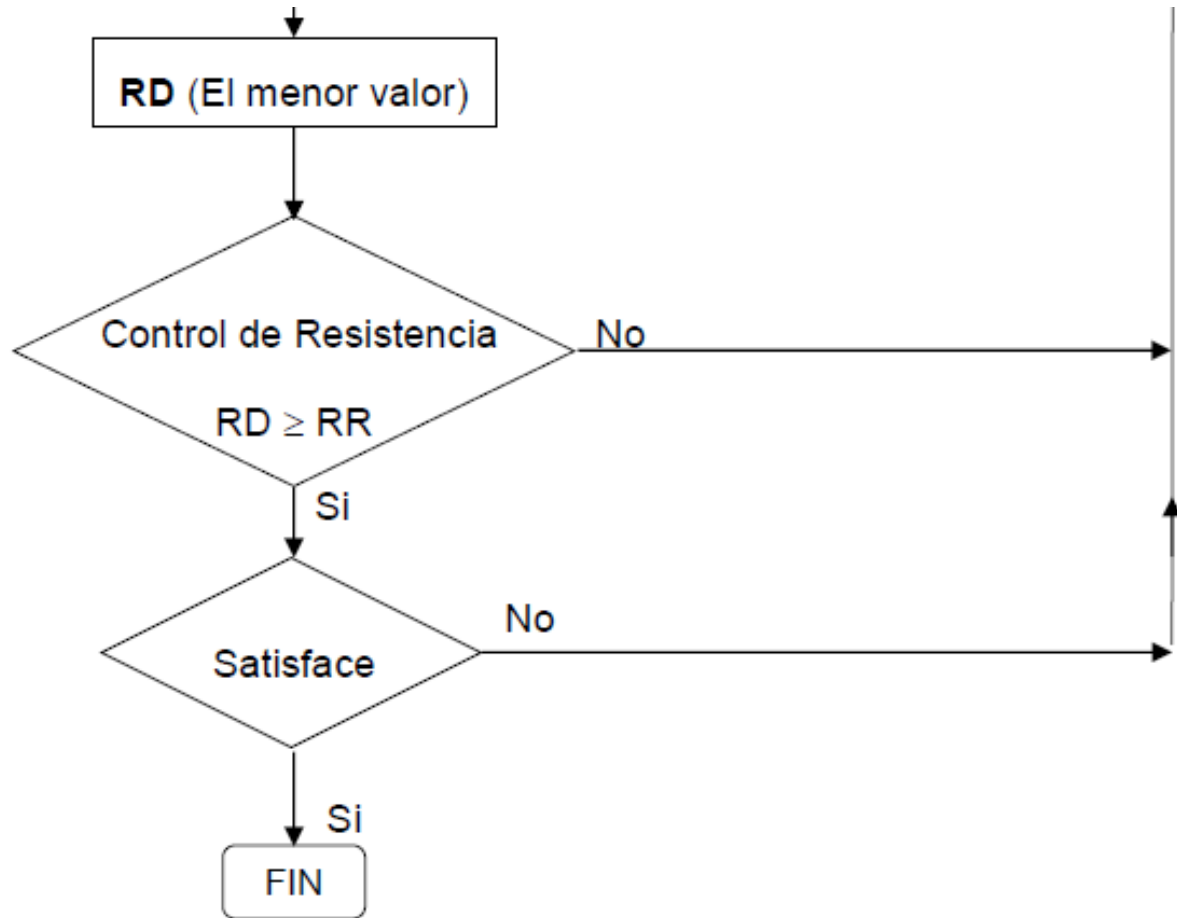 RD (El menor valor)
Control de Resistencia
No
RD ≥ RR
Si
No
Satisface
Si
FIN